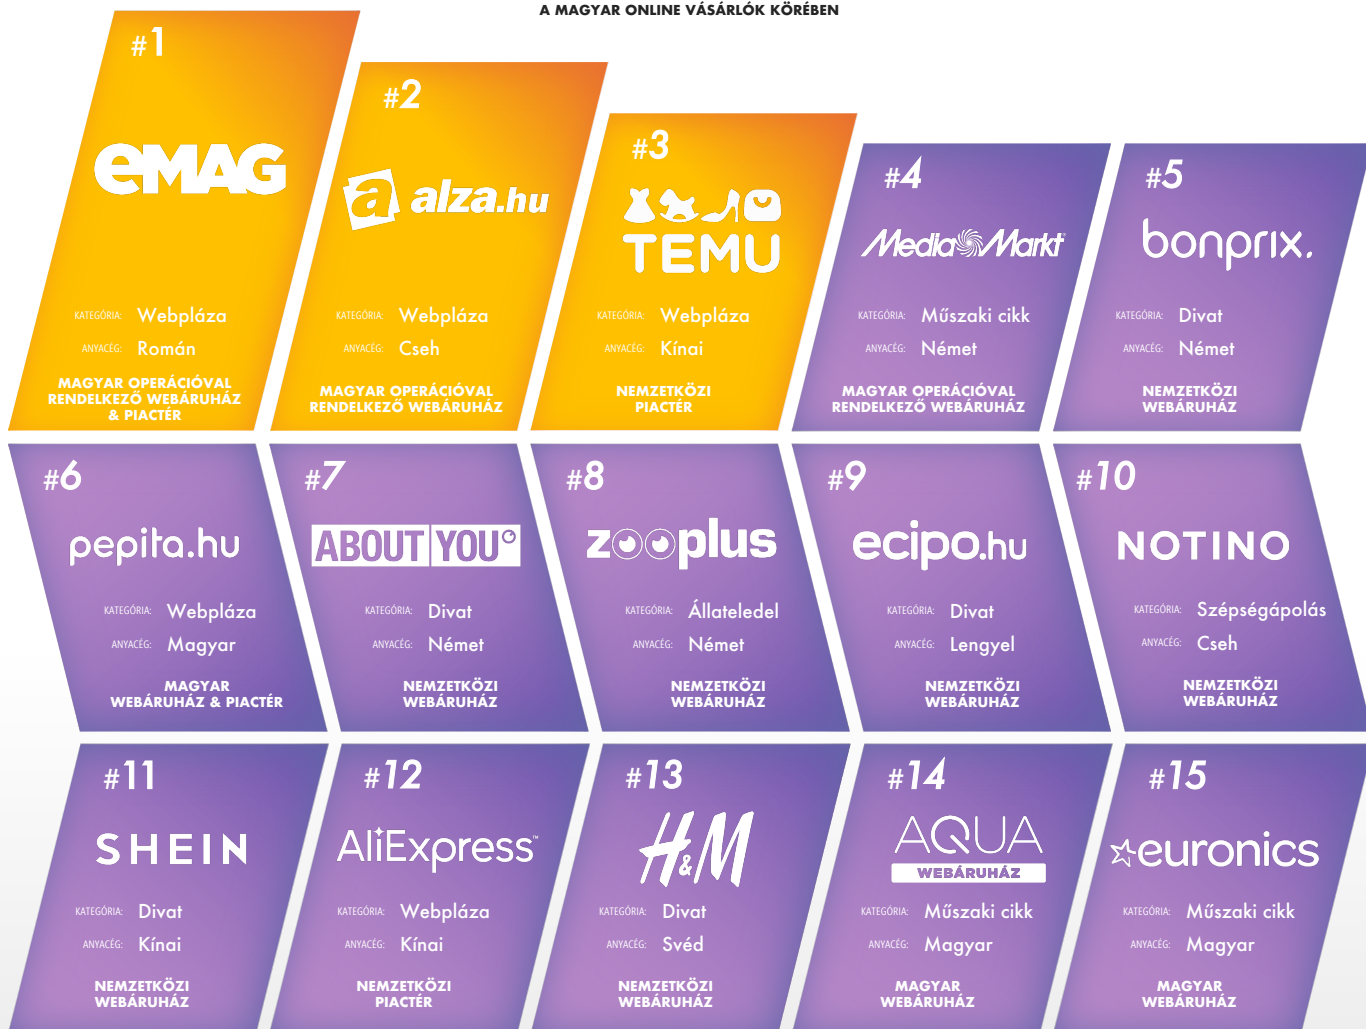 A MAGYAR ONLINE VÁSÁRLÓK KÖRÉBEN
#1
eMAG
KATEGÓRIA: Webpláza
ANYACÉG: Román
MAGYAR OPERÁCIÓVAL
RENDELKEZŐ WEBÁRUHÁZ
& PIACTÉR
#2
a alza.hu
KATEGÓRIA: Webpláza
ANYACÉG: Cseh
MAGYAR OPERÁCIÓVAL
RENDELKEZŐ WEBÁRUHÁZ
#3
TEMU
KATEGÓRIA: Webpláza
ANYACÉG: Kínai
NEMZETKÖZI
PIACTÉR
#4
MediaMarkt
KATEGÓRIA: Műszaki cikk
ANYACÉG: Német
MAGYAR OPERÁCIÓVAL
RENDELKEZŐ WEBÁRUHÁZ
#5
bonprix.
KATEGÓRIA: Divat
ANYACÉG: Német
NEMZETKÖZI
WEBÁRUHÁZ
#6
pepita.hu
KATEGÓRIA: Webpláza
ANYACÉG: Magyar
MAGYAR
WEBÁRUHÁZ & PIACTÉR
#7
ABOUT YOU°
KATEGÓRIA: Divat
ANYACÉG: Német
NEMZETKÖZI
WEBÁRUHÁZ
#8
zooplus
KATEGÓRIA: Állateledel
ANYACÉG: Német
NEMZETKÖZI
WEBÁRUHÁZ
#9
ecipo.hu
KATEGÓRIA: Divat
ANYACÉG: Lengyel
NEMZETKÖZI
WEBÁRUHÁZ
#10
NOTINO
KATEGÓRIA: Szépségápolás
ANYACÉG: Cseh
NEMZETKÖZI
WEBÁRUHÁZ
#11
SHEIN
KATEGÓRIA: Divat
ANYACÉG: Kínai
NEMZETKÖZI
WEBÁRUHÁZ
#12
AliExpress™
KATEGÓRIA: Webpláza
ANYACÉG: Kínai
NEMZETKÖZI
PIACTÉR
#13
H&M
KATEGÓRIA: Divat
ANYACÉG: Svéd
NEMZETKÖZI
WEBÁRUHÁZ
#14
AQUA
WEBÁRUHÁZ
KATEGÓRIA: Műszaki cikk
ANYACÉG: Magyar
MAGYAR
WEBÁRUHÁZ
#15
euronics
KATEGÓRIA: Műszaki cikk
ANYACÉG: Magyar
MAGYAR
WEBÁRUHÁZ